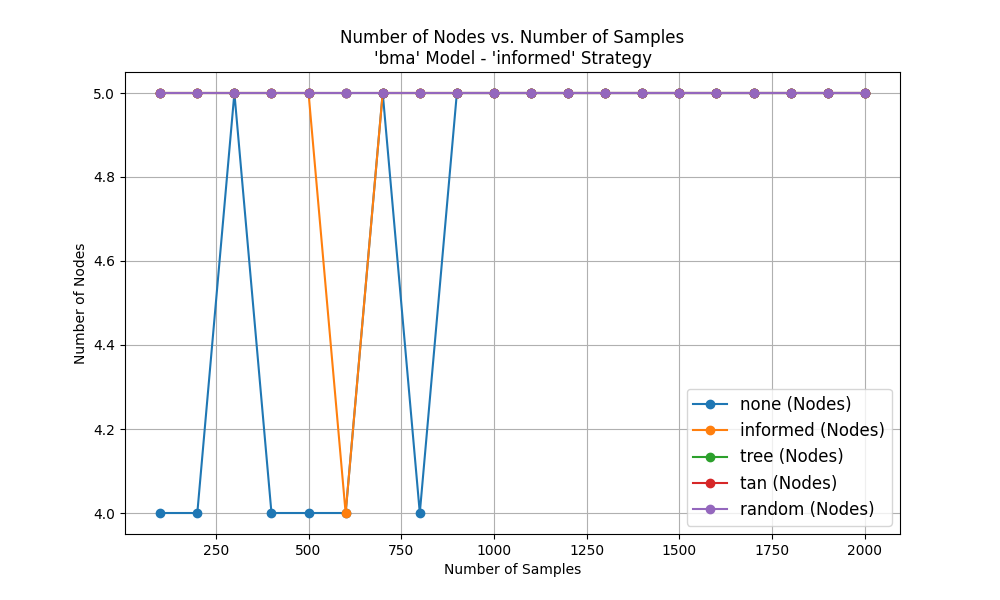 Number of Nodes vs. Number of Samples
'bma' Model - 'informed' Strategy
Number of Nodes
5.0
4.8
4.6
4.4
4.2
4.0
none (Nodes)
informed (Nodes)
tree (Nodes)
tan (Nodes)
random (Nodes)
250 500 750 1000 1250 1500 1750 2000
Number of Samples